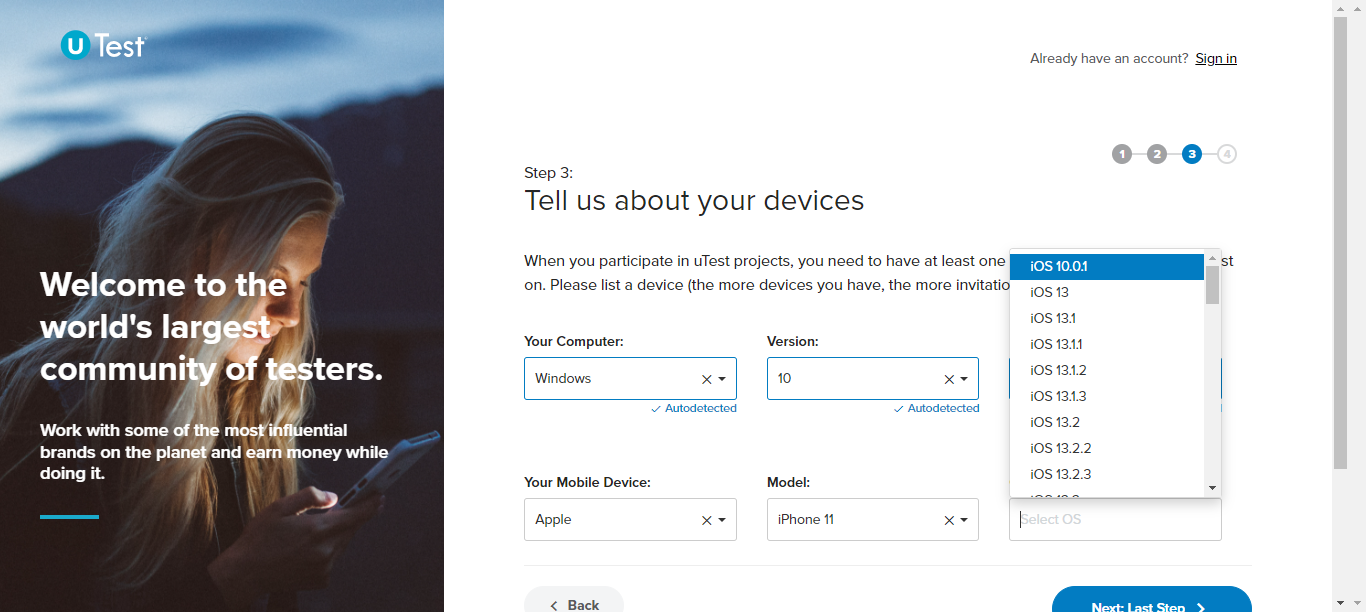 U Test
Already have an account? Sign in
1 2 3 4
Step 3:
Tell us about your devices
Welcome to the
world's largest
community of testers.
Work with some of the most influential
brands on the planet and earn money while
doing it.
When you participate in uTest projects, you need to have at least one st
on. Please list a device (the more devices you have, the more invitatio
Your Computer:
Windows
Autodetected
Version:
10
Autodetected
iOS 10.0.1
iOS 13
iOS 13.1
iOS 13.1.1
iOS 13.1.2
iOS 13.1.3
iOS 13.2
iOS 13.2.2
iOS 13.2.3
Your Mobile Device:
Apple
Model:
iPhone 11
Select OS
Back
Next: Last Step